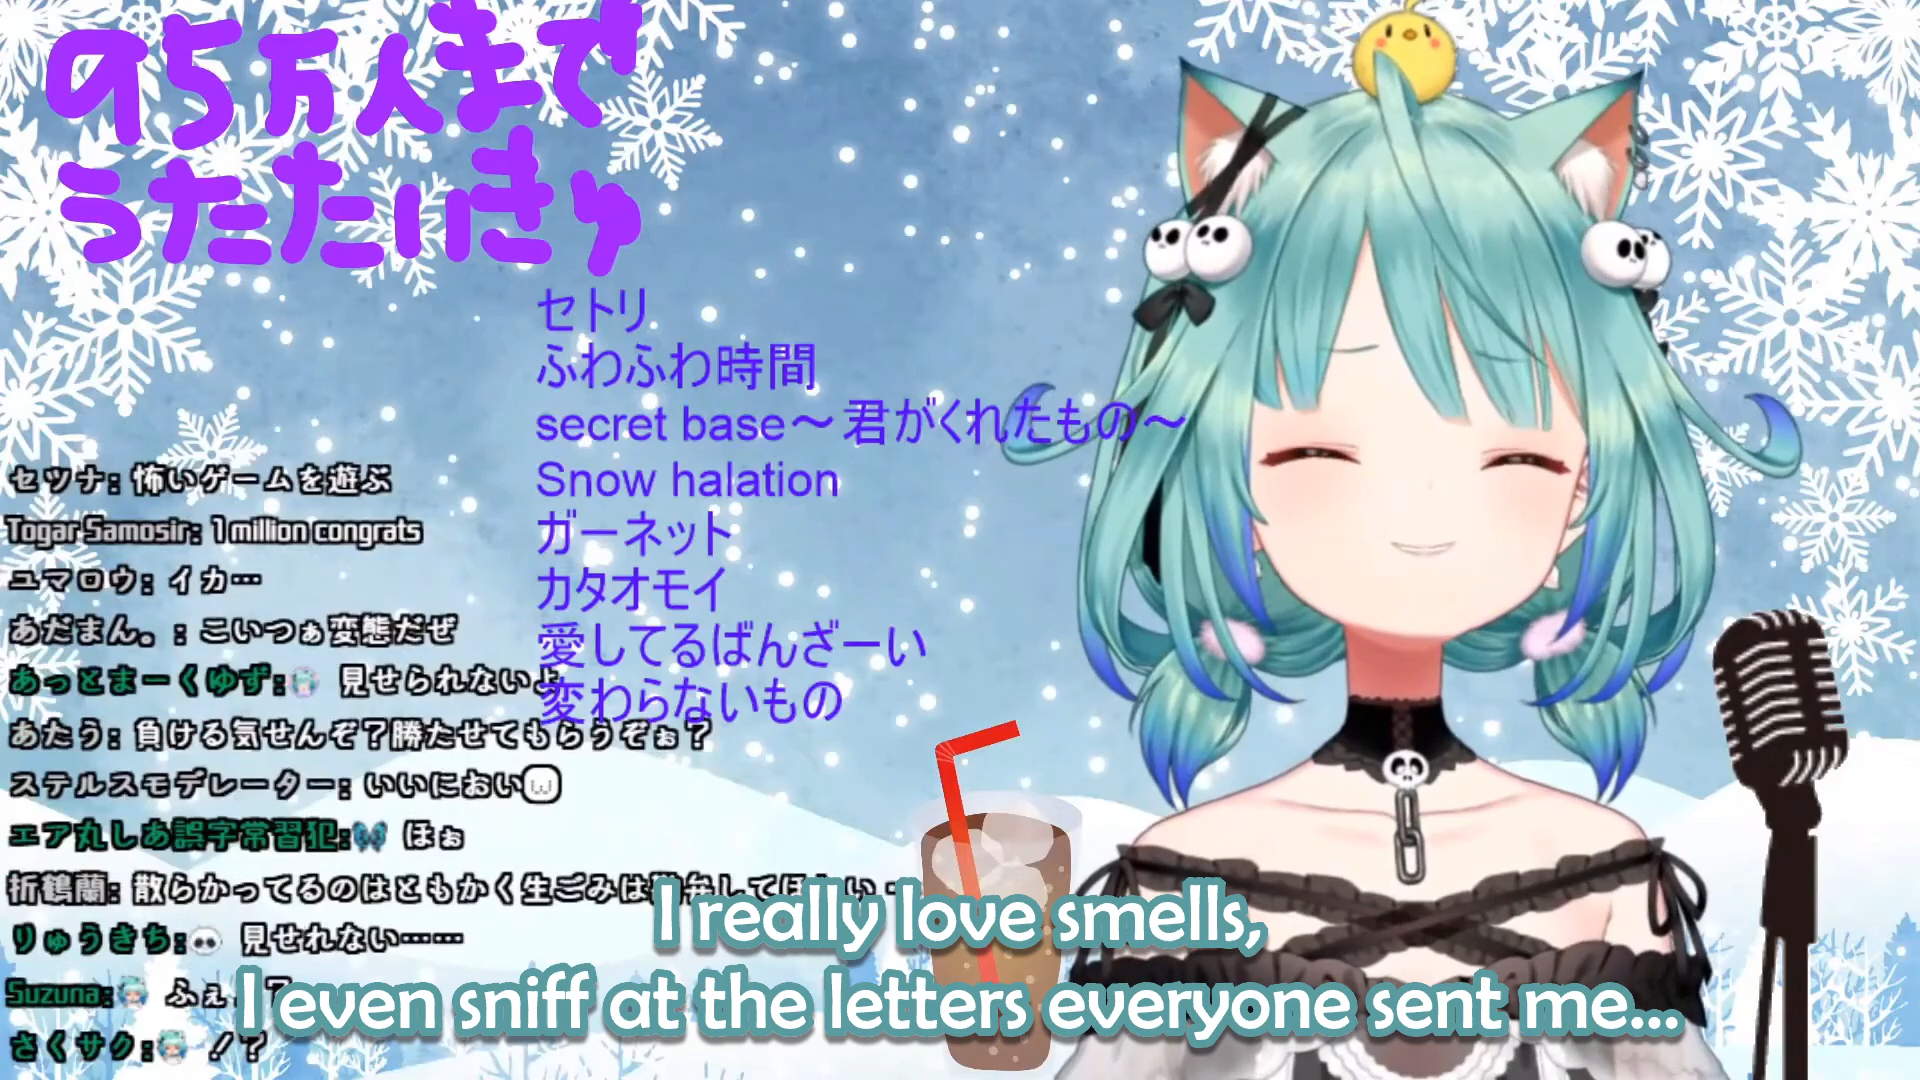 95万人まで
うたたいきゅ
セトリ
ふわふわ時間
secret base～君がくれたもの～
Snow halation
ガーネット
カタオモイ
愛してるばんざーい
変わらないもの
セツナ: 怖いゲームを遊ぶ
Togar Samosir: 1 million congrats
ユマロウ: イカ…
あだまん。: こいつぁ変態だぜ
あっとまーくゆず: 見せられないよ
あたう: 負ける気せんぞ？勝たせてもらうぞぉ？
ステルスモデレーター: いいにおい
エア丸しあ誤字常習犯: ほぉ
折鶴蘭: 散らかってるのはともかく生ごみは
りゅうきち: 見せれない……
Suzuna: ふぇ
さくサク: ！？
I really love smells,
I even sniff at the letters everyone sent me...